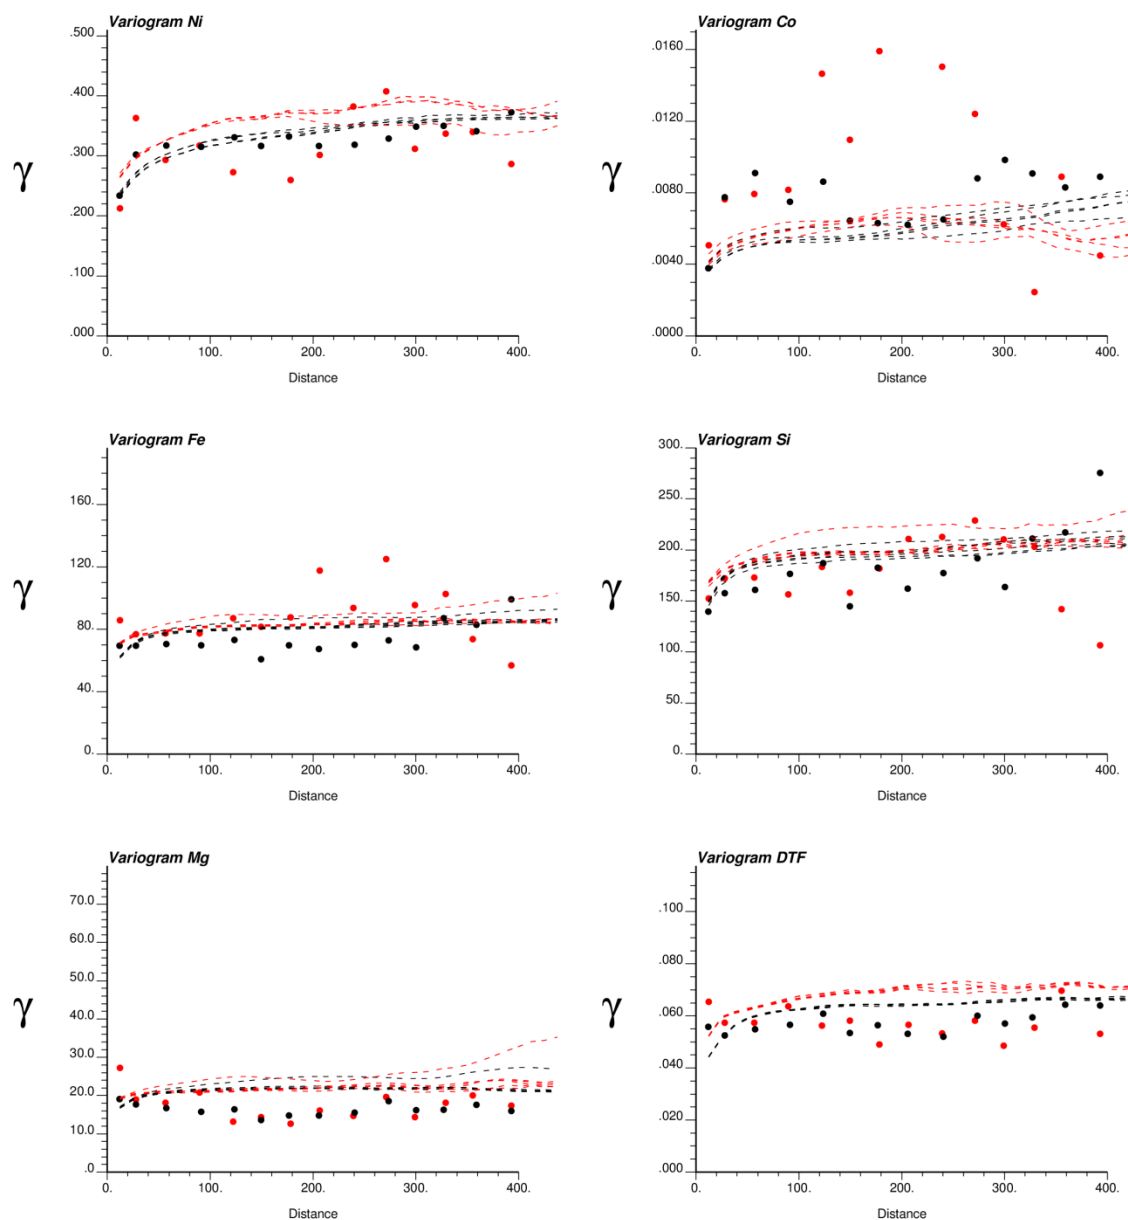 Variogram Ni
.500
.400
.300
.200
.100
.000
γ
0. 100. 200. 300. 400.
Distance
Variogram Co
.0160
.0120
.0080
.0040
.0000
γ
0. 100. 200. 300. 400.
Distance
Variogram Fe
160.
120.
80.
40.
0.
γ
0. 100. 200. 300. 400.
Distance
Variogram Si
300.
250.
200.
150.
100.
50.
0.
γ
0. 100. 200. 300. 400.
Distance
Variogram Mg
70.0
60.0
50.0
40.0
30.0
20.0
10.0
.0
γ
0. 100. 200. 300. 400.
Distance
Variogram DTF
.100
.080
.060
.040
.020
.000
γ
0. 100. 200. 300. 400.
Distance